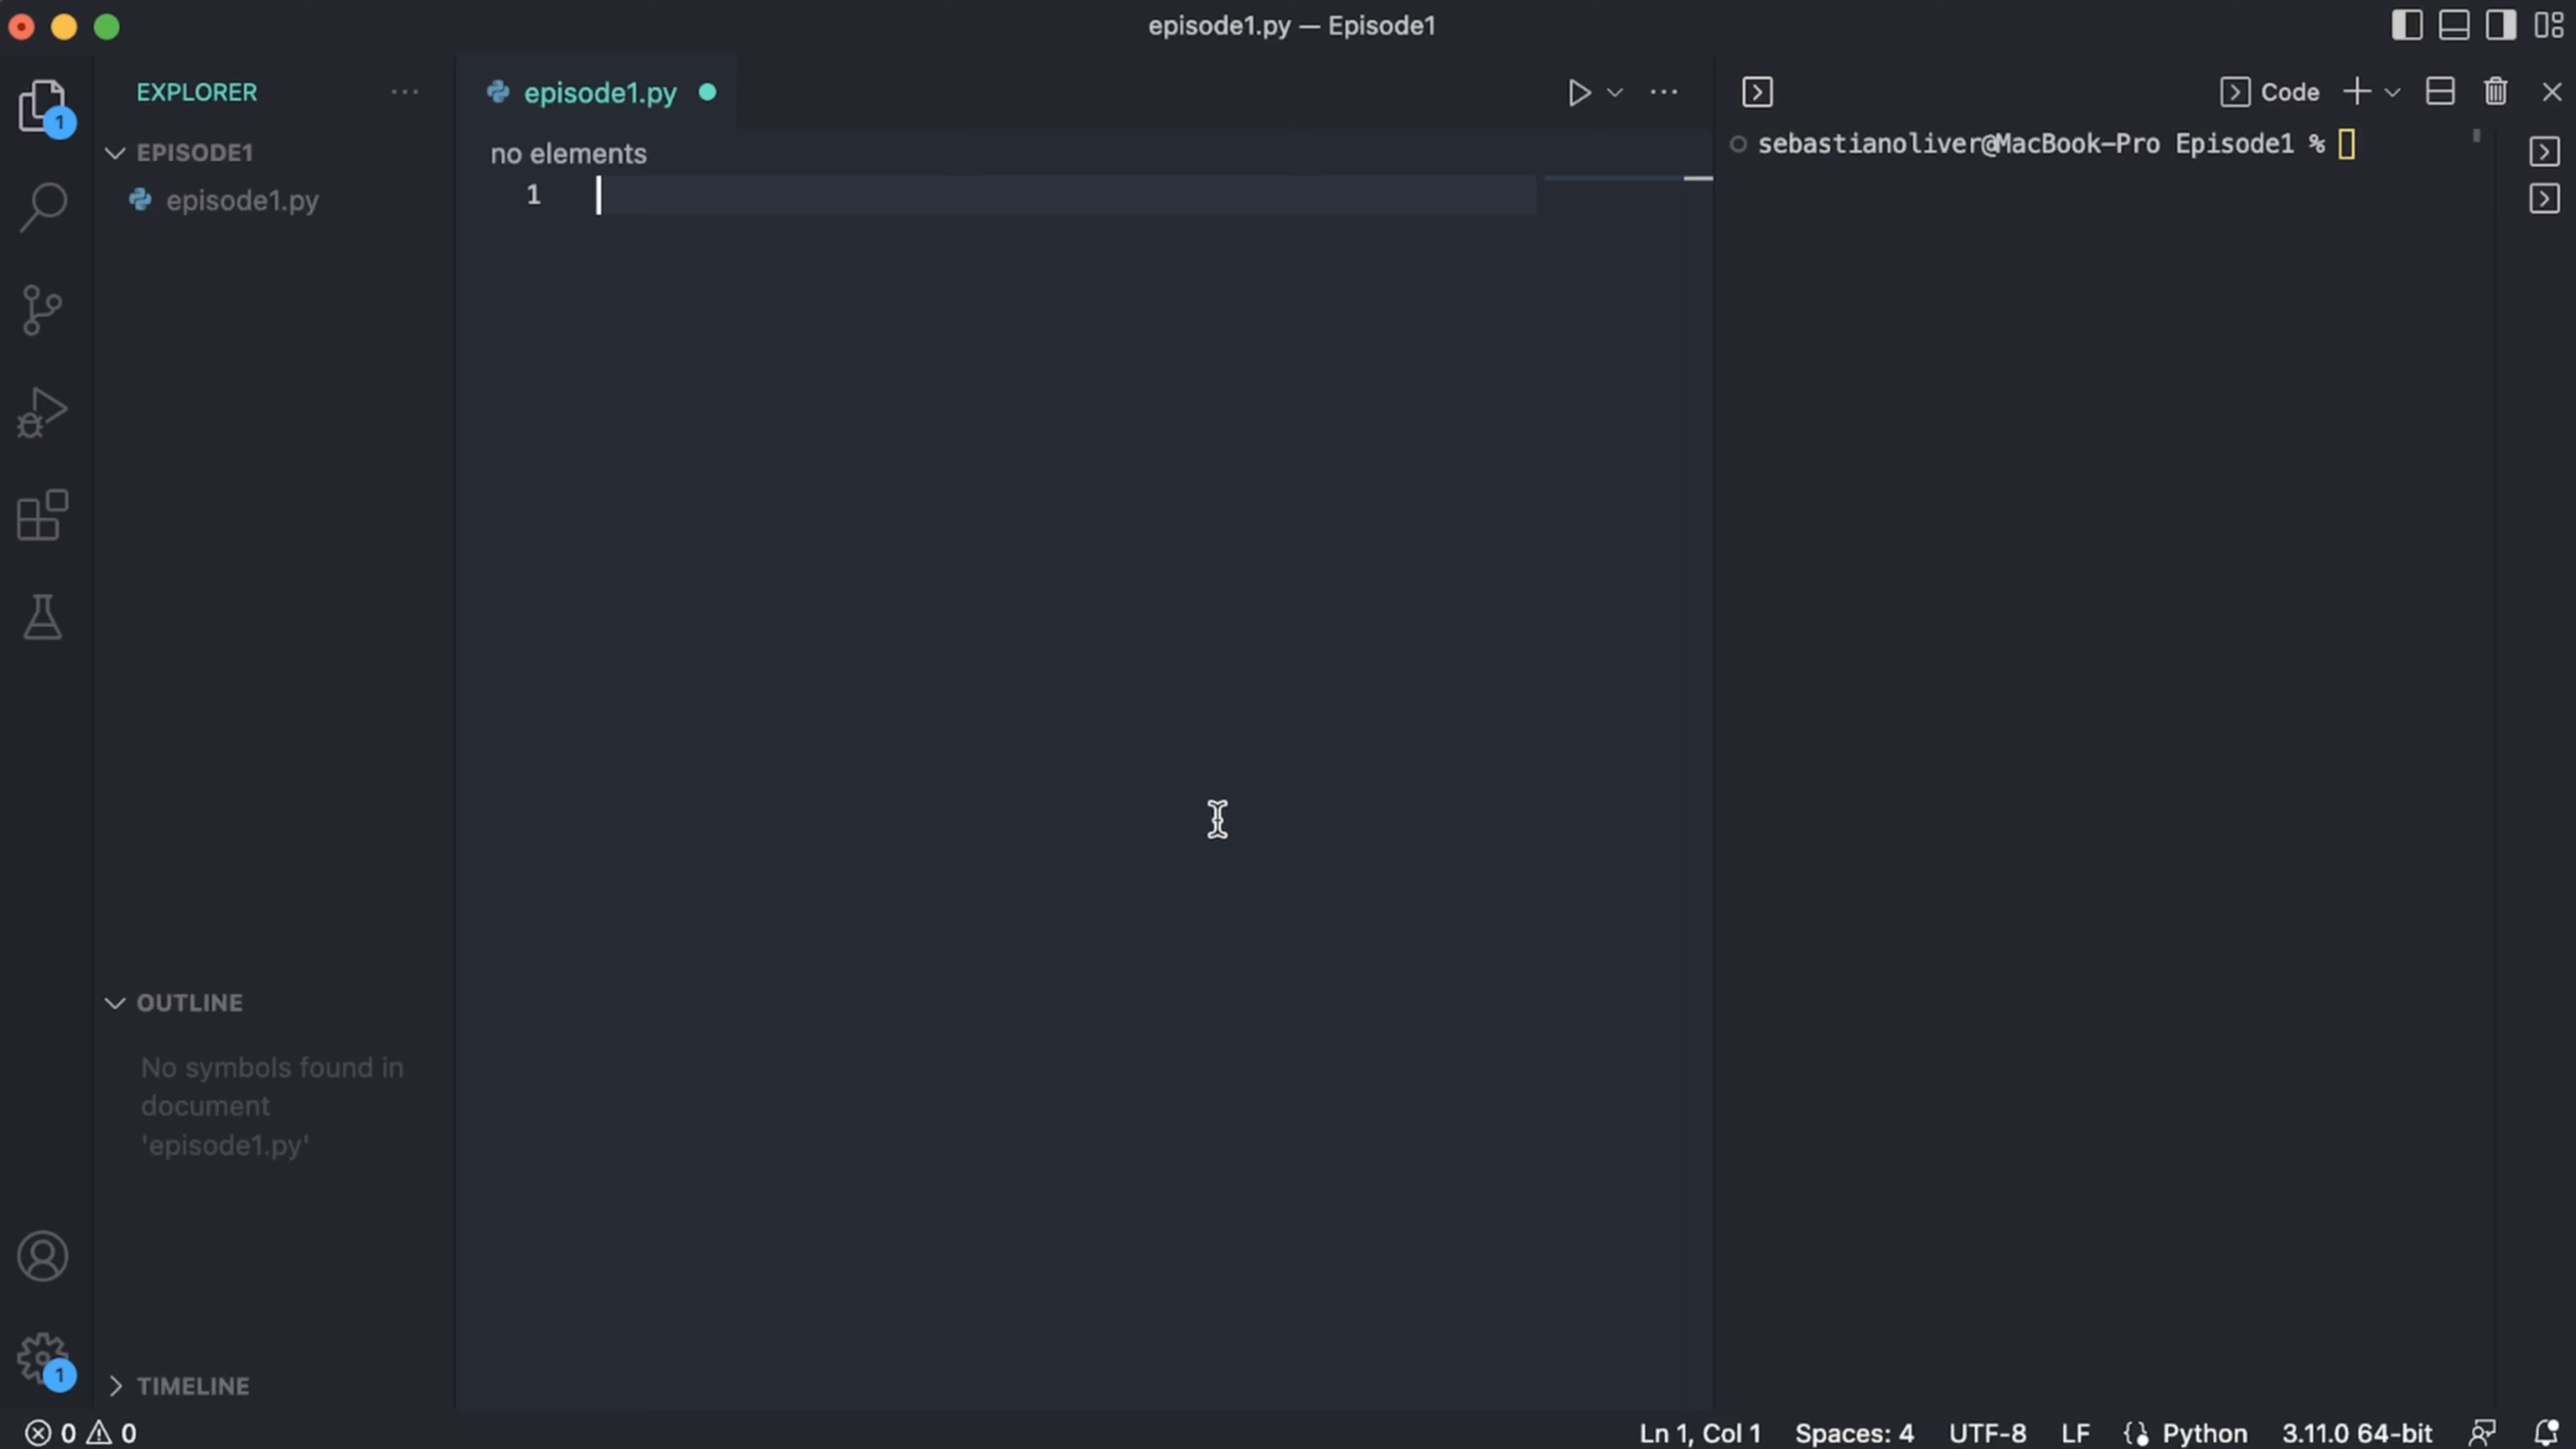 episode1.py — Episode1
EXPLORER
1
EPISODE1
episode1.py
episode1.py
no elements
1
Code
sebastianoliver@MacBook-Pro Episode1 %
OUTLINE
No symbols found in
document
'episode1.py'
1
TIMELINE
0 0
Ln 1, Col 1 Spaces: 4 UTF-8 LF Python 3.11.0 64-bit